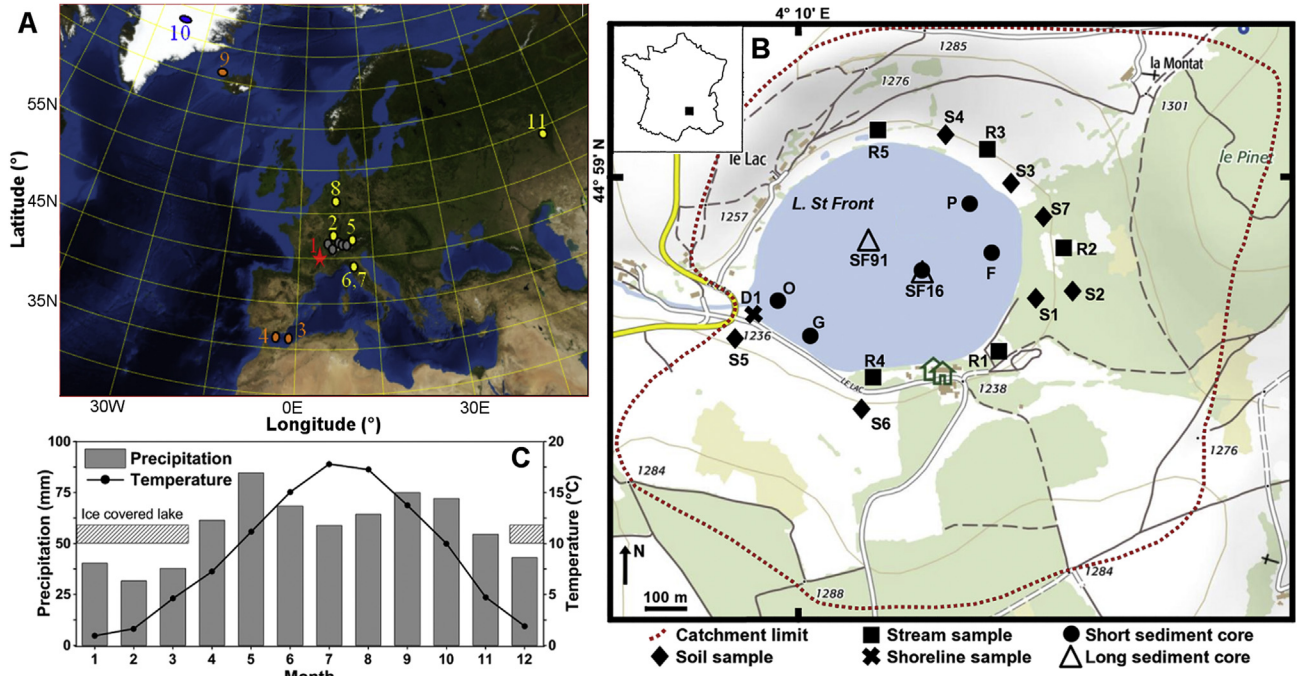 A
10
9
55N
11
45N
8
2
5
1
6,7
35N
4
3
30W
0E
30E
Latitude (°)
Longitude (°)
4° 10' E
B
44° 59' N
1285
la Montat
1276
1301
S4
R3
R5
le Lac
le Pinet
S3
P
S7
L. St Front
1257
R2
SF91
F
SF16
S2
O
D1
S1
G
1236
S5
R4
R1
LE LAC
1238
S6
1276
1284
N
1284
100 m
1288
Catchment limit
Stream sample
Short sediment core
Soil sample
Shoreline sample
Long sediment core
C
100
20
Precipitation
Temperature
75
15
Ice covered lake
50
10
25
5
0
0
Precipitation (mm)
Temperature (°C)
1 2 3 4 5 6 7 8 9 10 11 12
Month